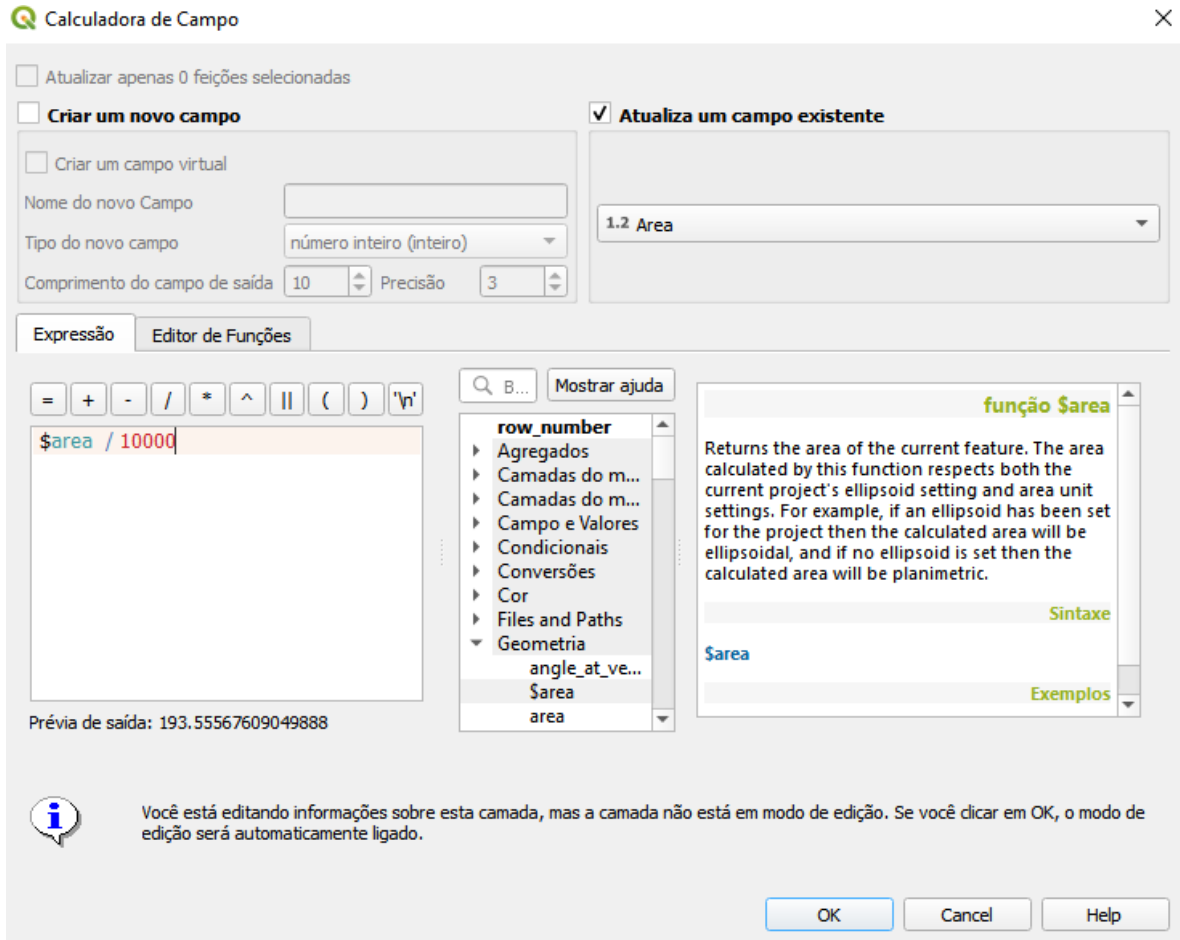 Calculadora de Campo
Atualizar apenas 0 feições selecionadas
Criar um novo campo
Criar um campo virtual
Nome do novo Campo
Tipo do novo campo número inteiro (inteiro)
Comprimento do campo de saída 10 Precisão 3
Atualiza um campo existente
1.2 Area
Expressão Editor de Funções
= + - / * ^ || ( ) '\n'
$area / 10000
Prévia de saída: 193.55567609049888
B... Mostrar ajuda
row_number
Agregados
Camadas do m...
Camadas do m...
Campo e Valores
Condicionais
Conversões
Cor
Files and Paths
Geometria
angle_at_ve...
$area
area
função $area
Returns the area of the current feature. The area
calculated by this function respects both the
current project's ellipsoid setting and area unit
settings. For example, if an ellipsoid has been set
for the project then the calculated area will be
ellipsoidal, and if no ellipsoid is set then the
calculated area will be planimetric.
Sintaxe
$area
Exemplos
Você está editando informações sobre esta camada, mas a camada não está em modo de edição. Se você clicar em OK, o modo de
edição será automaticamente ligado.
OK Cancel Help